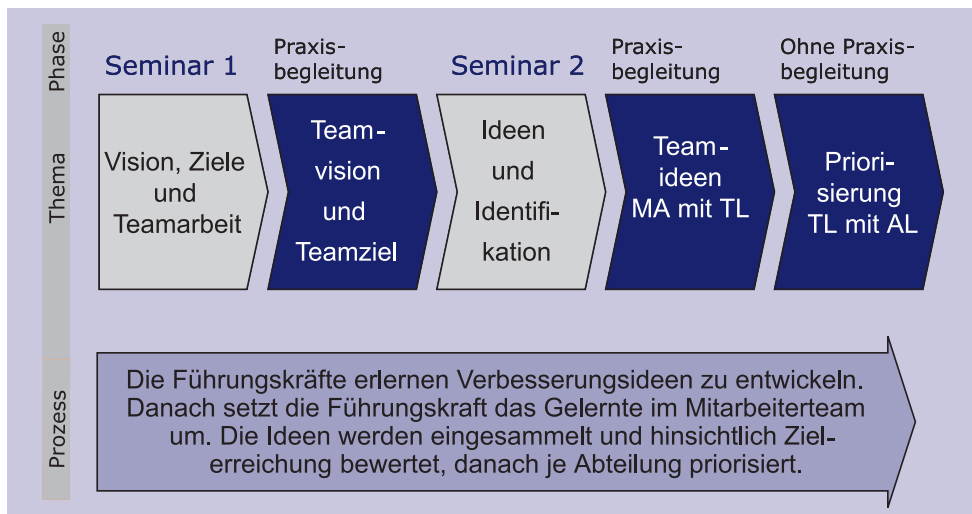 Phase
Seminar 1
Praxis-
begleitung
Seminar 2
Praxis-
begleitung
Ohne Praxis-
begleitung
Thema
Vision, Ziele
und
Teamarbeit
Team-
vision
und
Teamziel
Ideen
und
Identifi-
kation
Team-
ideen
MA mit TL
Priori-
sierung
TL mit AL
Prozess
Die Führungskräfte erlernen Verbesserungsideen zu entwickeln.
Danach setzt die Führungskraft das Gelernte im Mitarbeiterteam
um. Die Ideen werden eingesammelt und hinsichtlich Ziel-
erreichung bewertet, danach je Abteilung priorisiert.